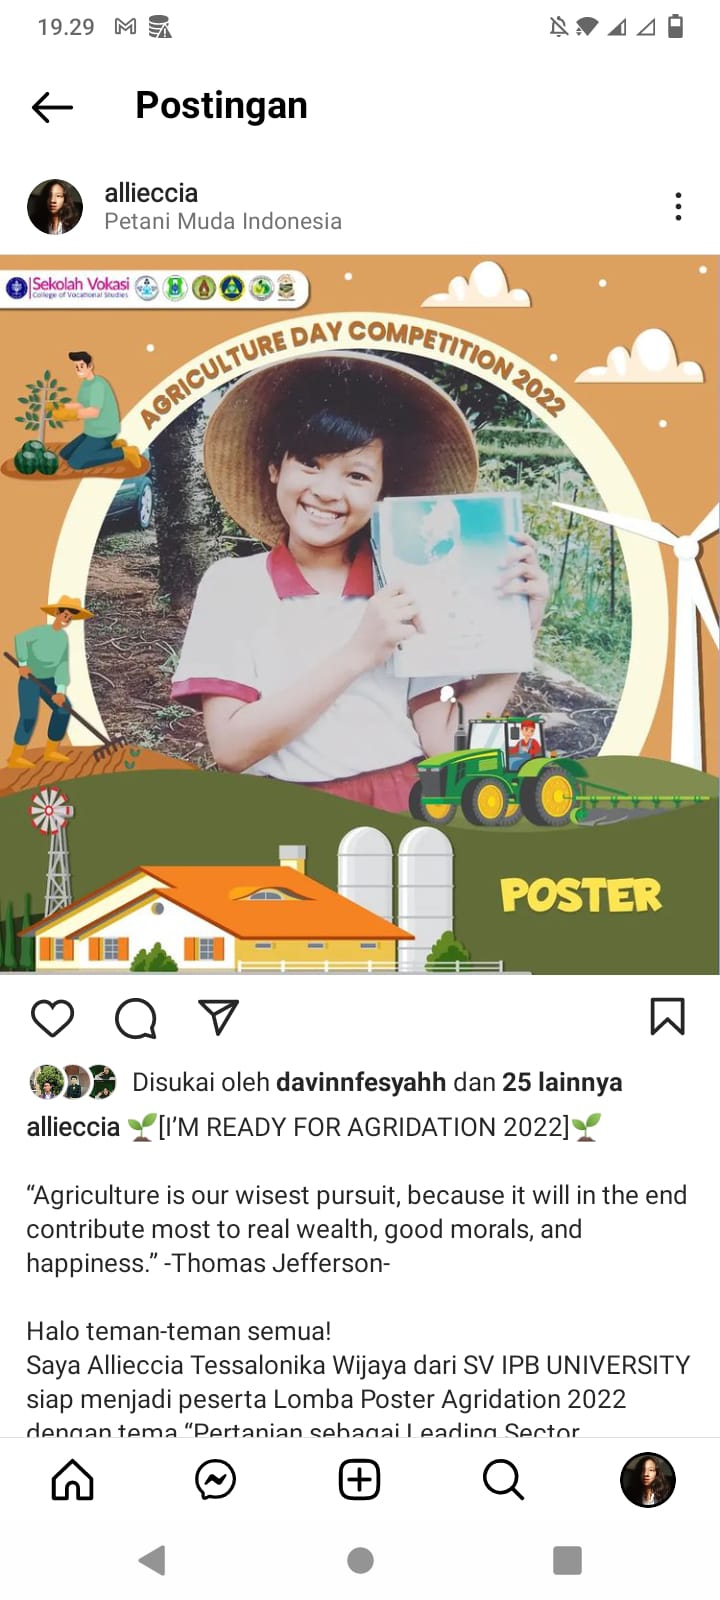 19.29
Postingan
allieccia
Petani Muda Indonesia
Sekolah Vokasi
College of Vocational Studies
AGRICULTURE DAY COMPETITION 2022
POSTER
Disukai oleh davinnfesyahh dan 25 lainnya
allieccia 🌱[I'M READY FOR AGRIDATION 2022]🌱
“Agriculture is our wisest pursuit, because it will in the end
contribute most to real wealth, good morals, and
happiness.” -Thomas Jefferson-
Halo teman-teman semua!
Saya Allieccia Tessalonika Wijaya dari SV IPB UNIVERSITY
siap menjadi peserta Lomba Poster Agridation 2022
dengan tema “Pertanian sebagai Leading Sector